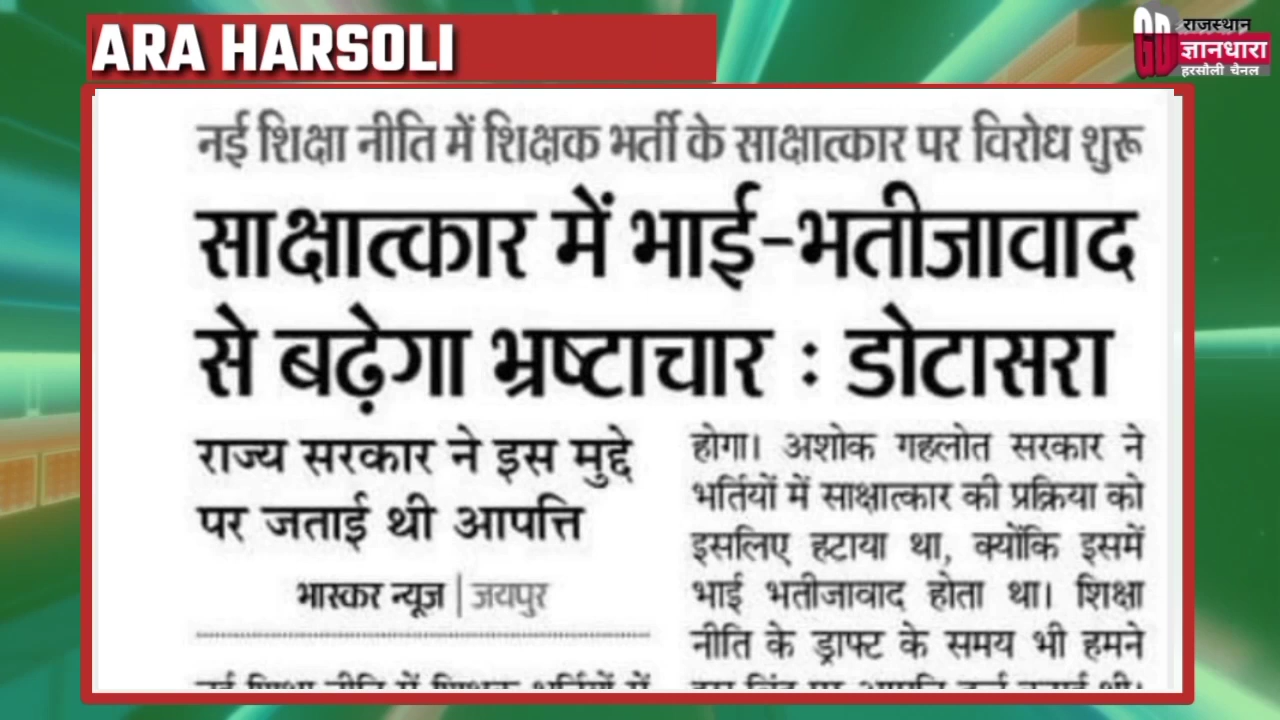 ARA HARSOLI
राजस्थान
ज्ञानधारा
हरसौली चैनल
नई शिक्षा नीति में शिक्षक भर्ती के साक्षात्कार पर विरोध शुरू
साक्षात्कार में भाई-भतीजावाद
से बढ़ेगा भ्रष्टाचार : डोटासरा
राज्य सरकार ने इस मुद्दे
पर जताई थी आपत्ति
भास्कर न्यूज | जयपुर
होगा। अशोक गहलोत सरकार ने
भर्तियों में साक्षात्कार की प्रक्रिया को
इसलिए हटाया था, क्योंकि इसमें
भाई भतीजावाद होता था। शिक्षा
नीति के ड्राफ्ट के समय भी हमने